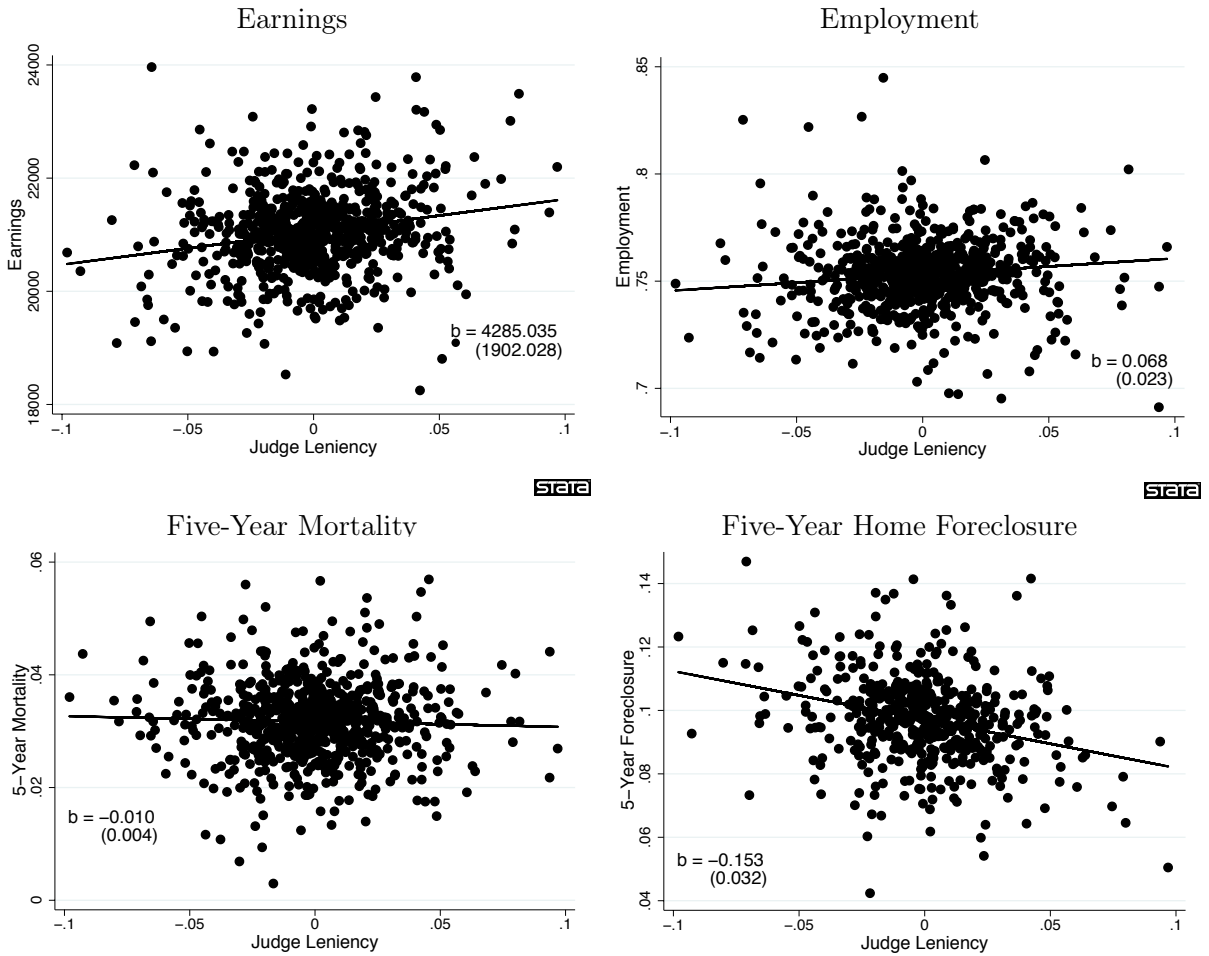 Earnings
24000
22000
20000
18000
Earnings
b = 4285.035
(1902.028)
−.1 −.05 0 .05 .1
Judge Leniency
stata
Employment
.85
.8
.75
.7
Employment
b = 0.068
(0.023)
−.1 −.05 0 .05 .1
Judge Leniency
stata
Five-Year Mortality
.06
.04
.02
0
5−Year Mortality
b = −0.010
(0.004)
−.1 −.05 0 .05 .1
Judge Leniency
Five-Year Home Foreclosure
.14
.12
.1
.08
.06
.04
5−Year Foreclosure
b = −0.153
(0.032)
−.1 −.05 0 .05 .1
Judge Leniency